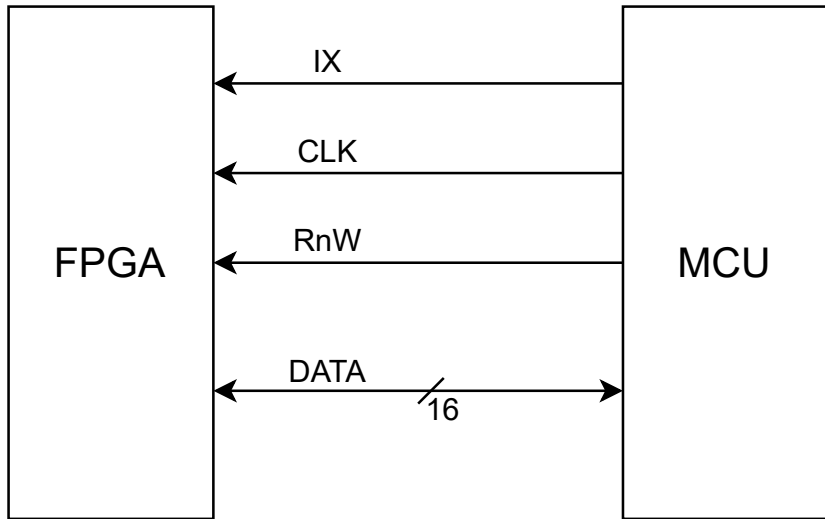 IX
CLK
RnW
FPGA
MCU
DATA
16